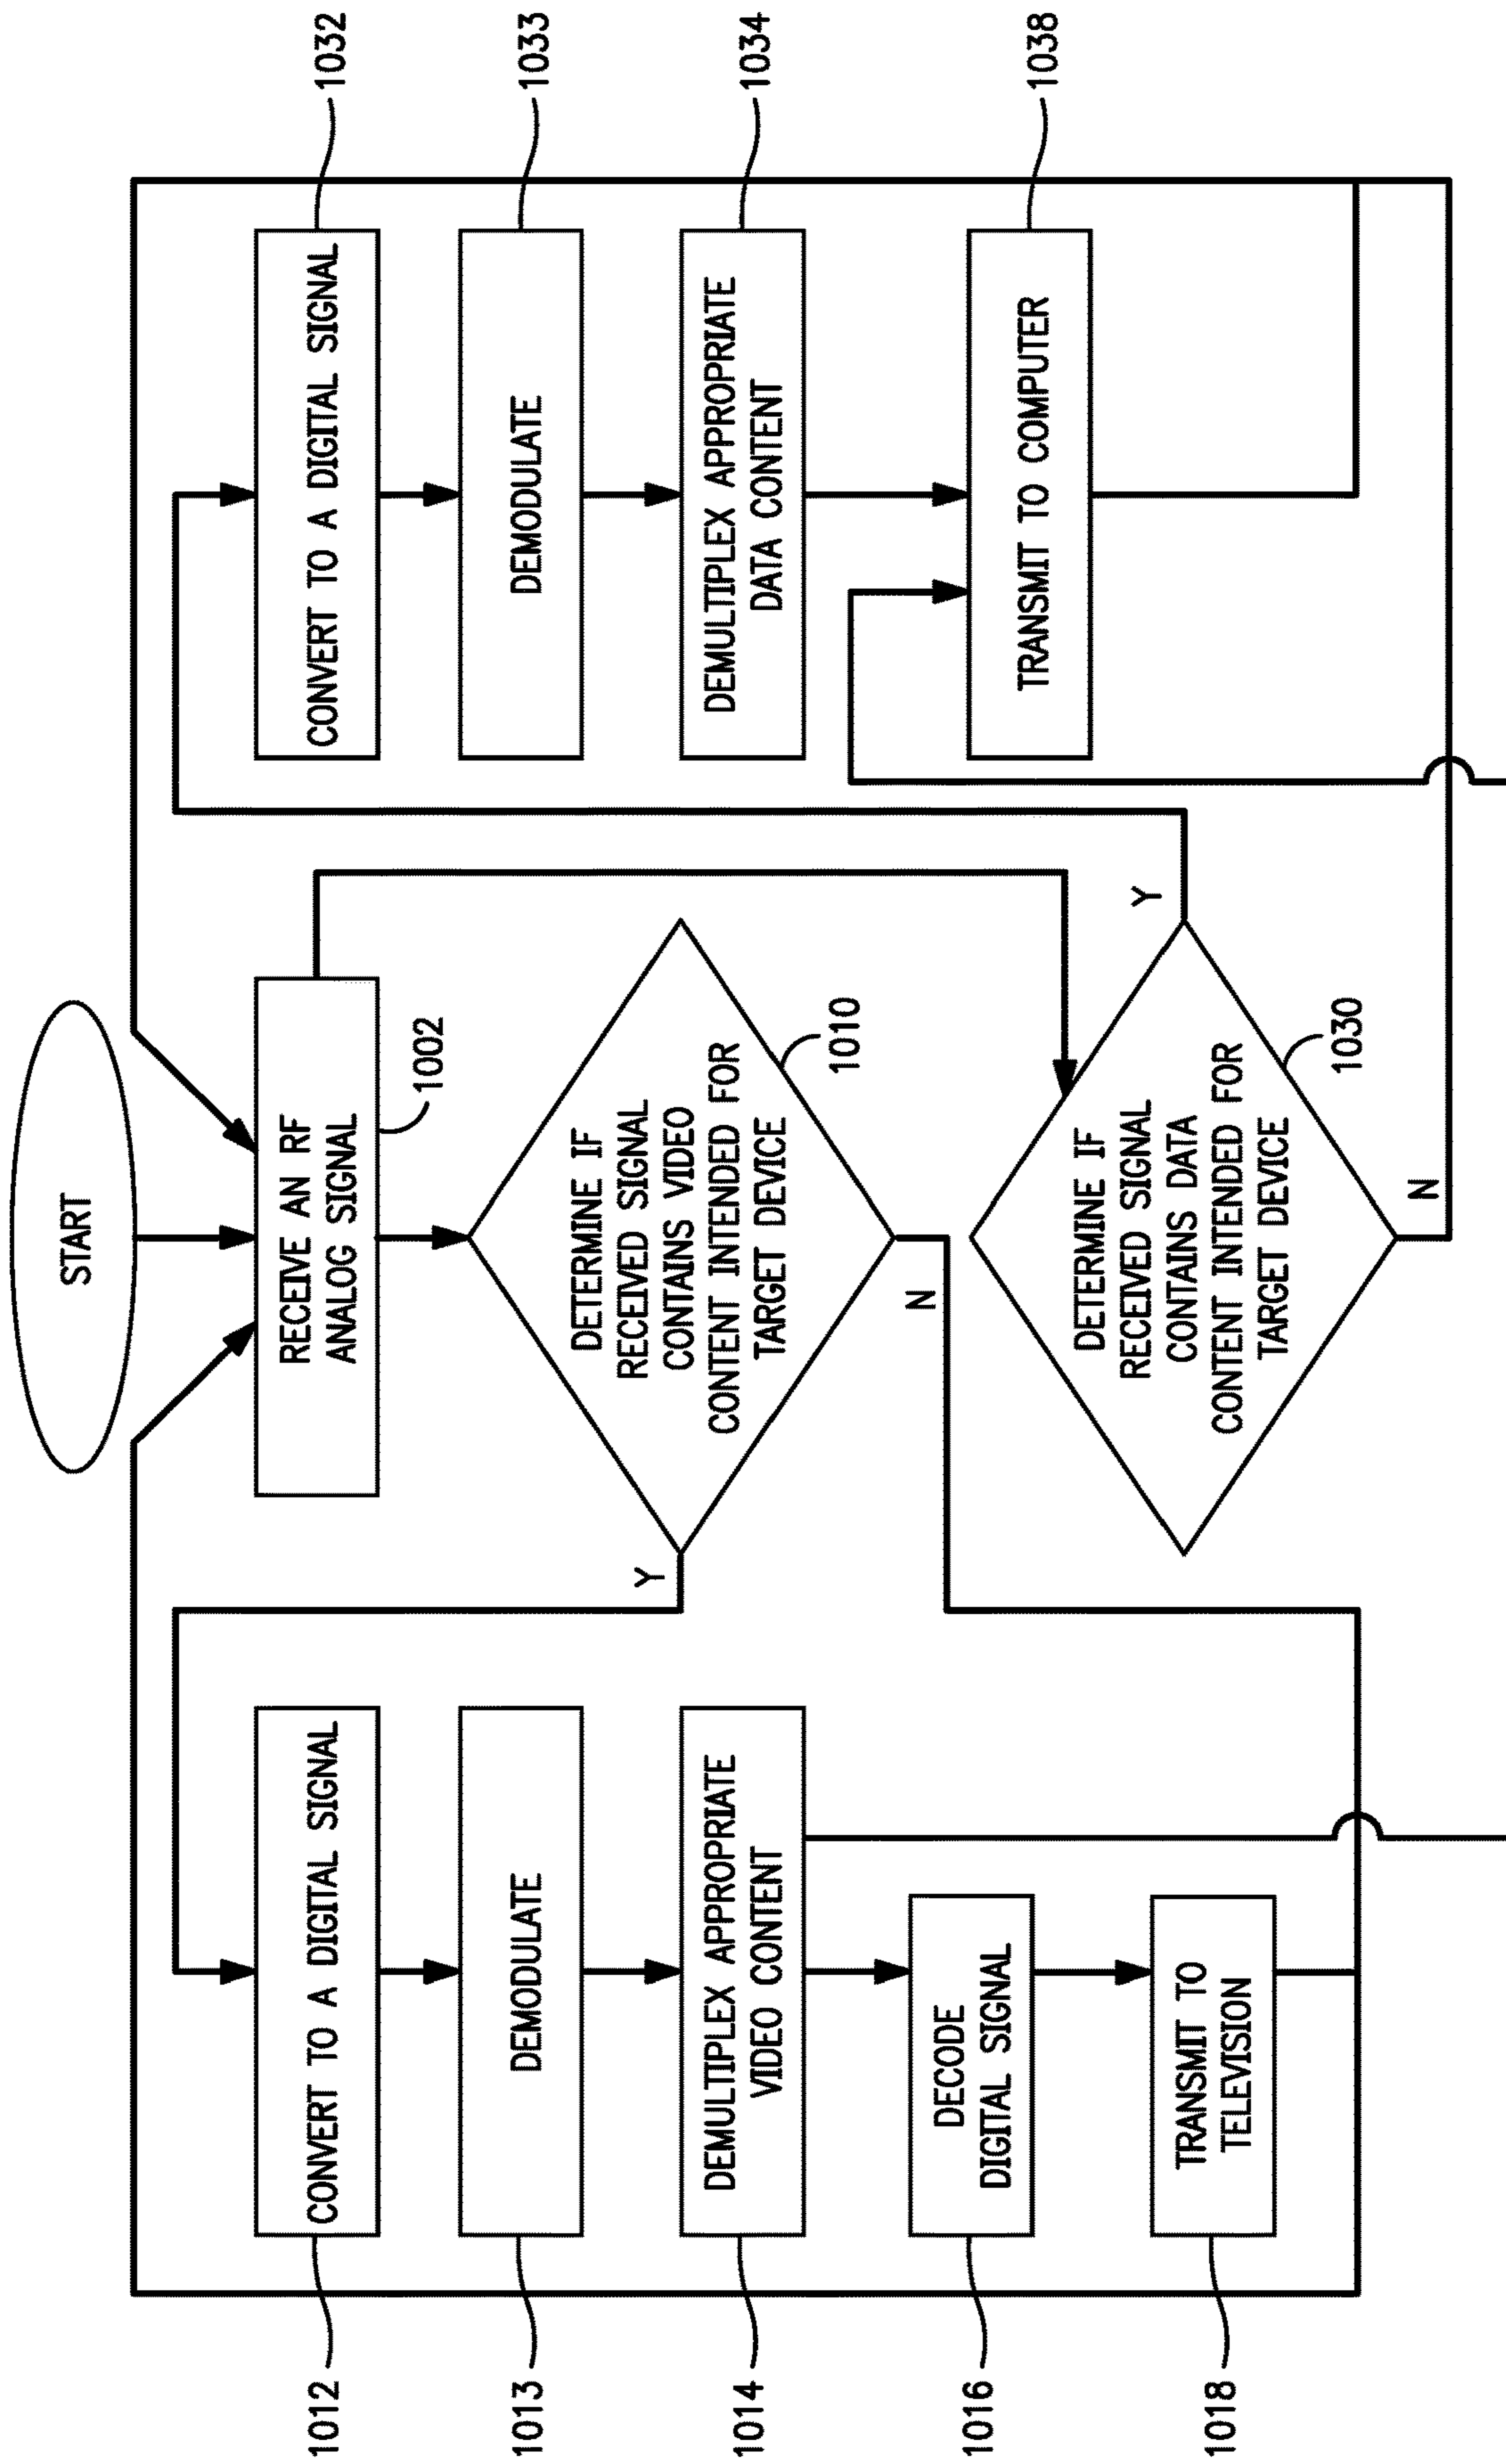 START
RECEIVE AN RF
ANALOG SIGNAL
1002
DETERMINE IF
RECEIVED SIGNAL
CONTAINS VIDEO
CONTENT INTENDED FOR
TARGET DEVICE
1010
Y
N
1012
CONVERT TO A DIGITAL SIGNAL
1013
DEMODULATE
1014
DEMULTIPLEX APPROPRIATE
VIDEO CONTENT
1016
DECODE
DIGITAL SIGNAL
1018
TRANSMIT TO
TELEVISION
DETERMINE IF
RECEIVED SIGNAL
CONTAINS DATA
CONTENT INTENDED FOR
TARGET DEVICE
1030
Y
N
CONVERT TO A DIGITAL SIGNAL
1032
DEMODULATE
1033
DEMULTIPLEX APPROPRIATE
DATA CONTENT
1034
TRANSMIT TO COMPUTER
1038